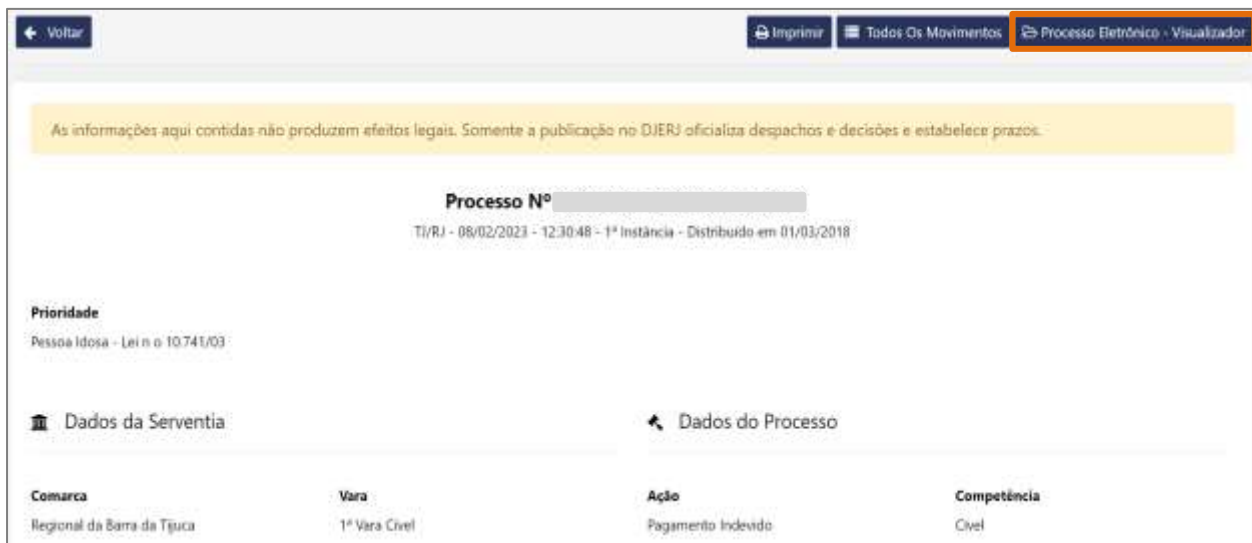 Voltar
Imprimir
Todos Os Movimentos
Processo Eletrônico - Visualizador
As informações aqui contidas não produzem efeitos legais. Somente a publicação no DJERJ oficializa despachos e decisões e estabelece prazos.
Processo Nº
TJ/RJ - 08/02/2023 - 12:30:48 - 1ª Instância - Distribuído em 01/03/2018
Prioridade
Pessoa Idosa - Lei n o 10.741/03
Dados da Serventia
Dados do Processo
Comarca
Vara
Ação
Competência
Regional da Barra da Tijuca
1ª Vara Cível
Pagamento Indevido
Cível